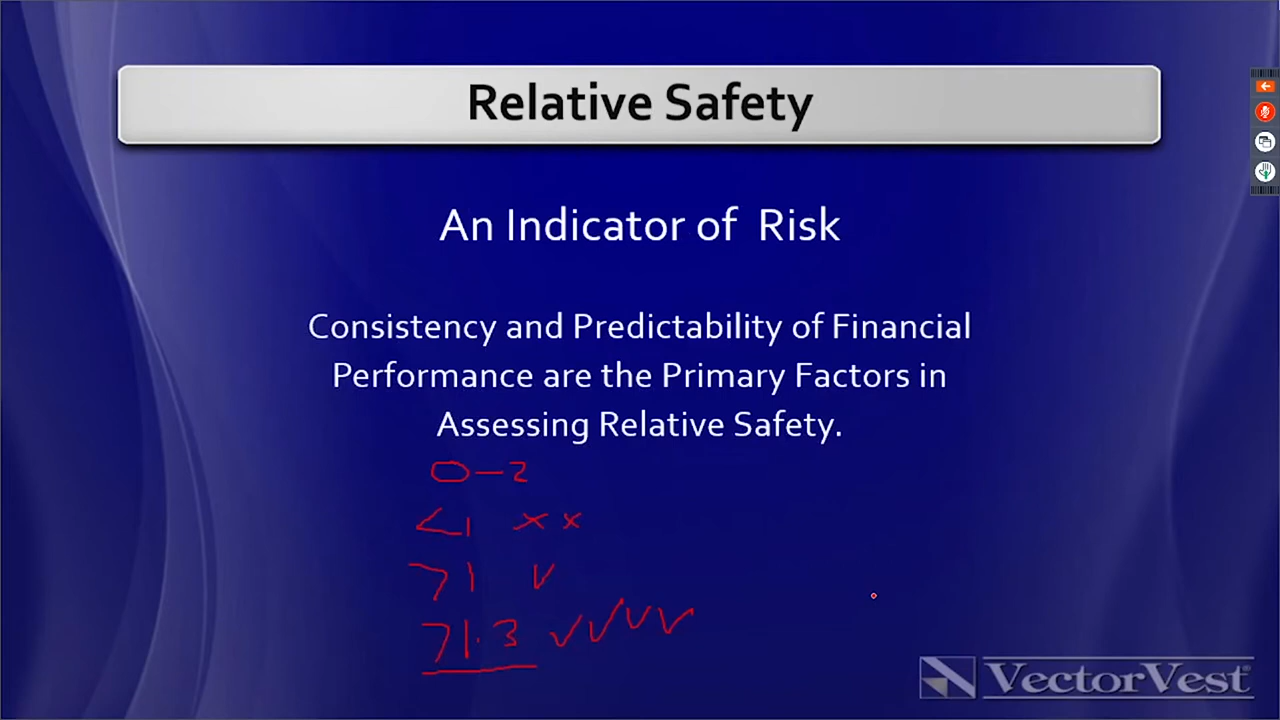 Relative Safety
An Indicator of Risk
Consistency and Predictability of Financial
Performance are the Primary Factors in
Assessing Relative Safety.
0-2
<1 x x
>1 ✓
>1.3 ✓✓✓✓✓
VectorVest